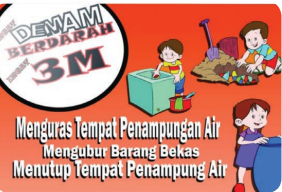 DEMAM
BERDARAH
3M
Menguras Tempat Penampungan Air
Mengubur Barang Bekas
Menutup Tempat Penampung Air